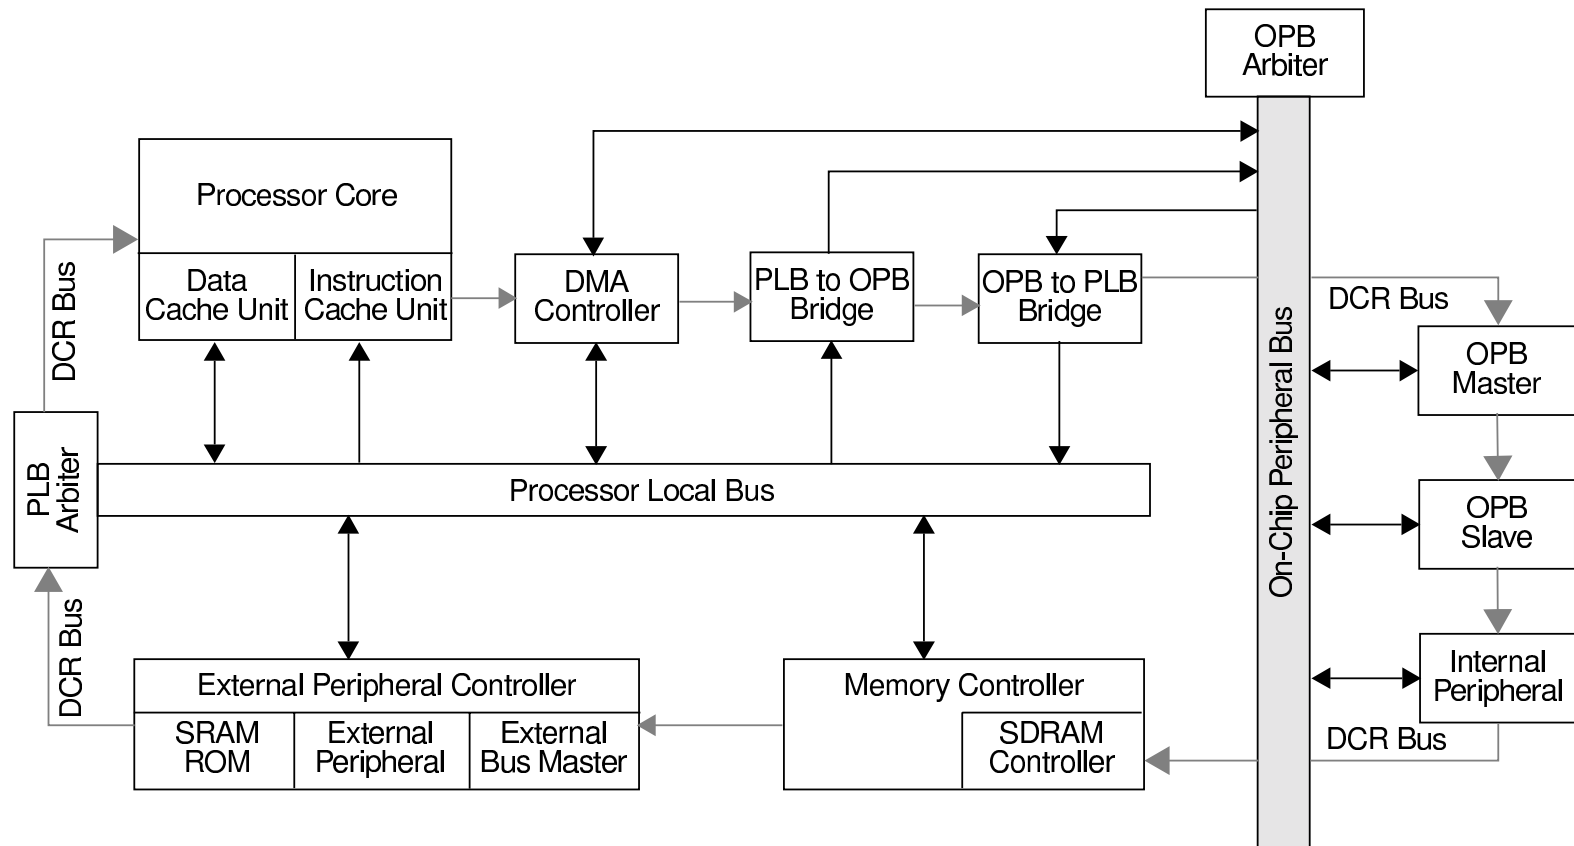 OPB
Arbiter
Processor Core
Data
Cache Unit
Instruction
Cache Unit
DMA
Controller
PLB to OPB
Bridge
OPB to PLB
Bridge
DCR Bus
DCR Bus
OPB
Master
On-Chip Peripheral Bus
PLB
Arbiter
Processor Local Bus
OPB
Slave
DCR Bus
External Peripheral Controller
SRAM
ROM
External
Peripheral
External
Bus Master
Memory Controller
SDRAM
Controller
Internal
Peripheral
DCR Bus